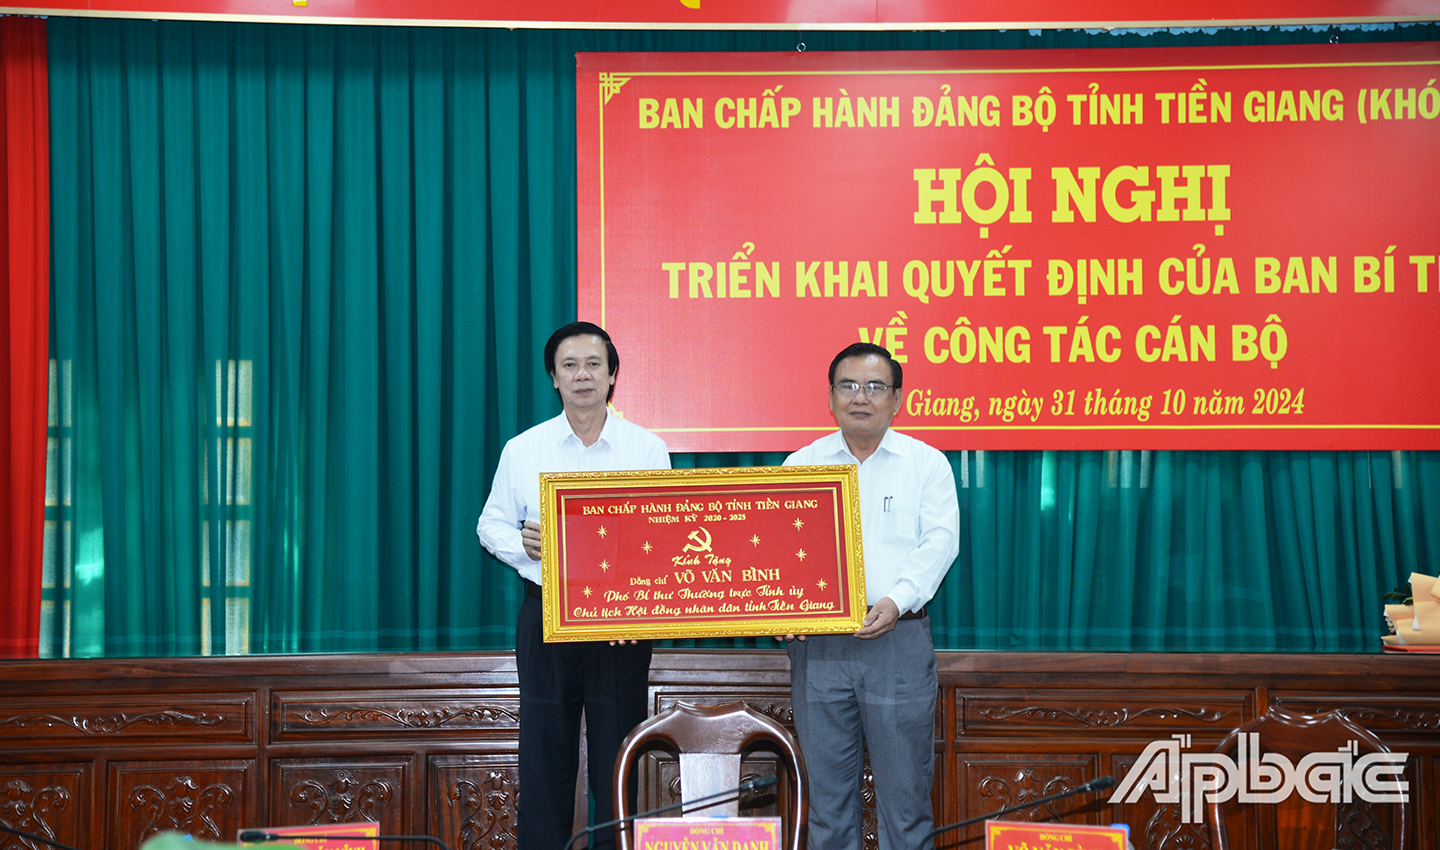 BAN CHẤP HÀNH ĐẢNG BỘ TỈNH TIỀN GIANG (KHÓ
HỘI NGHỊ
TRIỂN KHAI QUYẾT ĐỊNH CỦA BAN BÍ
VỀ CÔNG TÁC CÁN BỘ
Giang, ngày 31 tháng 10 năm 2024
BAN CHẤP HÀNH ĐẢNG BỘ TỈNH TIỀN GIANG
NHIỆM KỲ 2020 - 2025
Kính Tặng
Đồng chí VÕ VĂN BÌNH
Phó Bí thư Thường trực Tỉnh ủy
Chủ tịch Hội đồng nhân dân tỉnh Tiền Giang
Apbac
ĐỒNG CHÍ
NGUYỄN VĂN DANH
ĐỒNG CHÍ